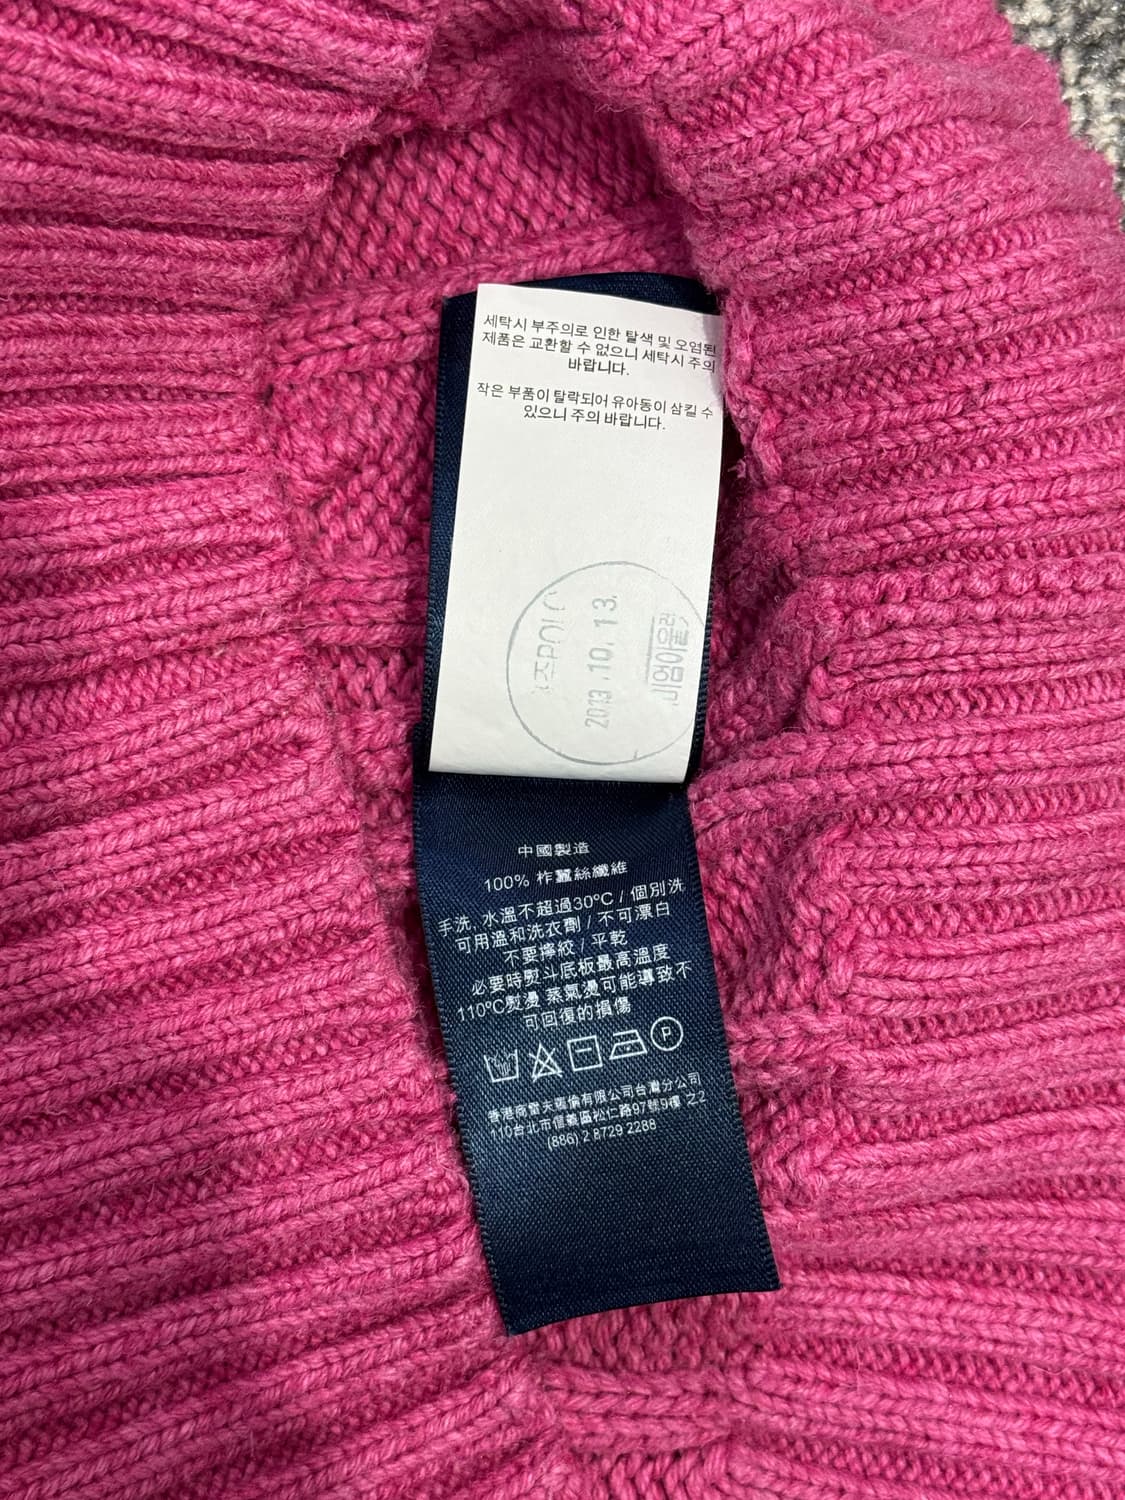 세탁시 부주의로 인한 탈색 및 오염된
제품은 교환할 수 없으니 세탁시 주의
바랍니다.
작은 부품이 탈락되어 유아동이 삼킬 수
있으니 주의 바랍니다.
POLO
2013.10.13.
中國製造
100% 柞蠶絲纖維
手洗, 水溫不超過30°C / 個別洗
可用溫和洗衣劑 / 不可漂白
不要擰絞 / 平乾
必要時熨斗底板最高溫度
110°C熨燙 蒸氣燙可能導致不
可回復的損傷
P
香港商雷夫羅倫有限公司台灣分公司
110台北市信義區松仁路97號9樓 之2
(886) 2 8729 2288